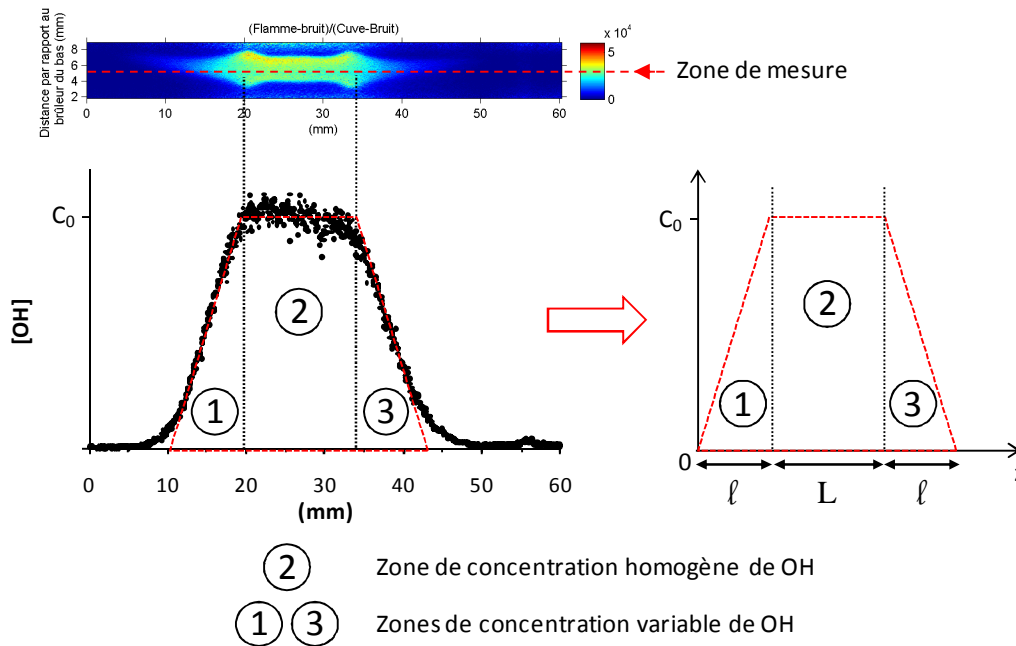 (Flamme-bruit)/(Cuve-Bruit)
Distance par rapport au
brûleur du bas (mm)
8
6
4
2
0 10 20 30 40 50 60
(mm)
x 10⁴
5
0
Zone de mesure
C₀
[OH]
1
2
3
0 10 20 30 40 50 60
(mm)
C₀
1
2
3
0
ℓ L ℓ
2 Zone de concentration homogène de OH
1 3 Zones de concentration variable de OH